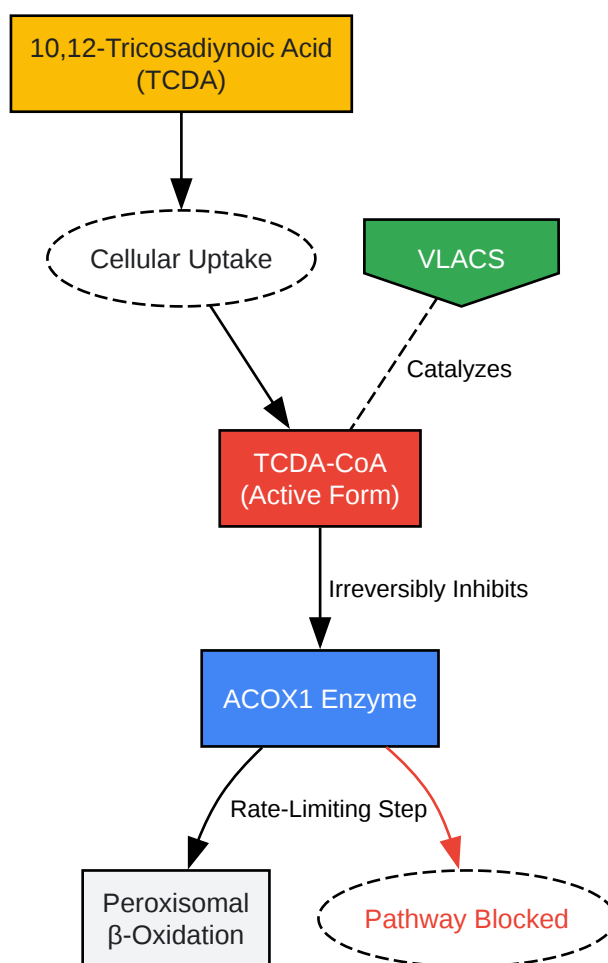 10,12-Tricosadiynoic Acid
(TCDA)
Cellular Uptake
VLACS
Catalyzes
TCDA-CoA
(Active Form)
Irreversibly Inhibits
ACOX1 Enzyme
Rate-Limiting Step
Peroxisomal
β-Oxidation
Pathway Blocked